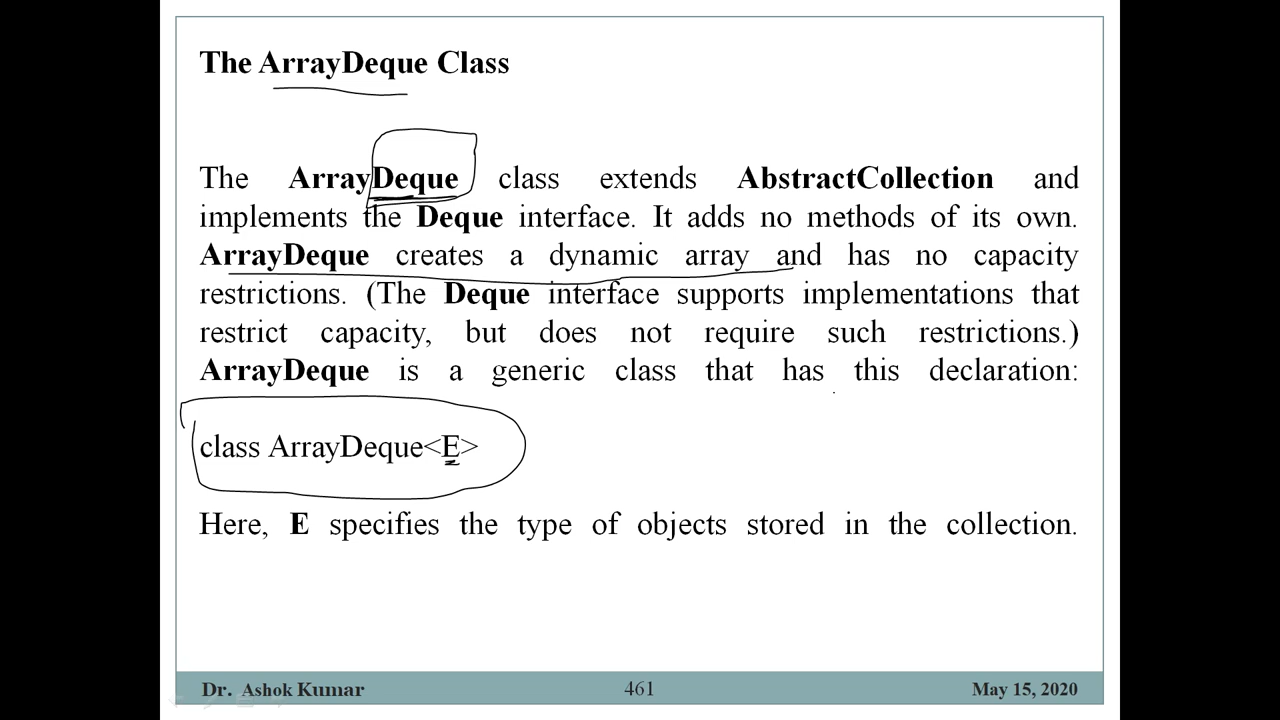 The ArrayDeque Class
The ArrayDeque class extends AbstractCollection and
implements the Deque interface. It adds no methods of its own.
ArrayDeque creates a dynamic array and has no capacity
restrictions. (The Deque interface supports implementations that
restrict capacity, but does not require such restrictions.)
ArrayDeque is a generic class that has this declaration:
class ArrayDeque<E>
Here, E specifies the type of objects stored in the collection.
Dr. Ashok Kumar 461 May 15, 2020